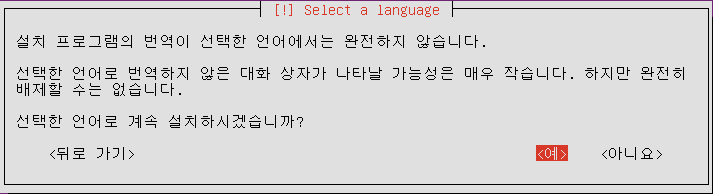 [!] Select a language
설치 프로그램의 번역이 선택한 언어에서는 완전하지 않습니다.
선택한 언어로 번역하지 않은 대화 상자가 나타날 가능성은 매우 작습니다. 하지만 완전히
배제할 수는 없습니다.
선택한 언어로 계속 설치하시겠습니까?
<뒤로 가기> <예> <아니요>